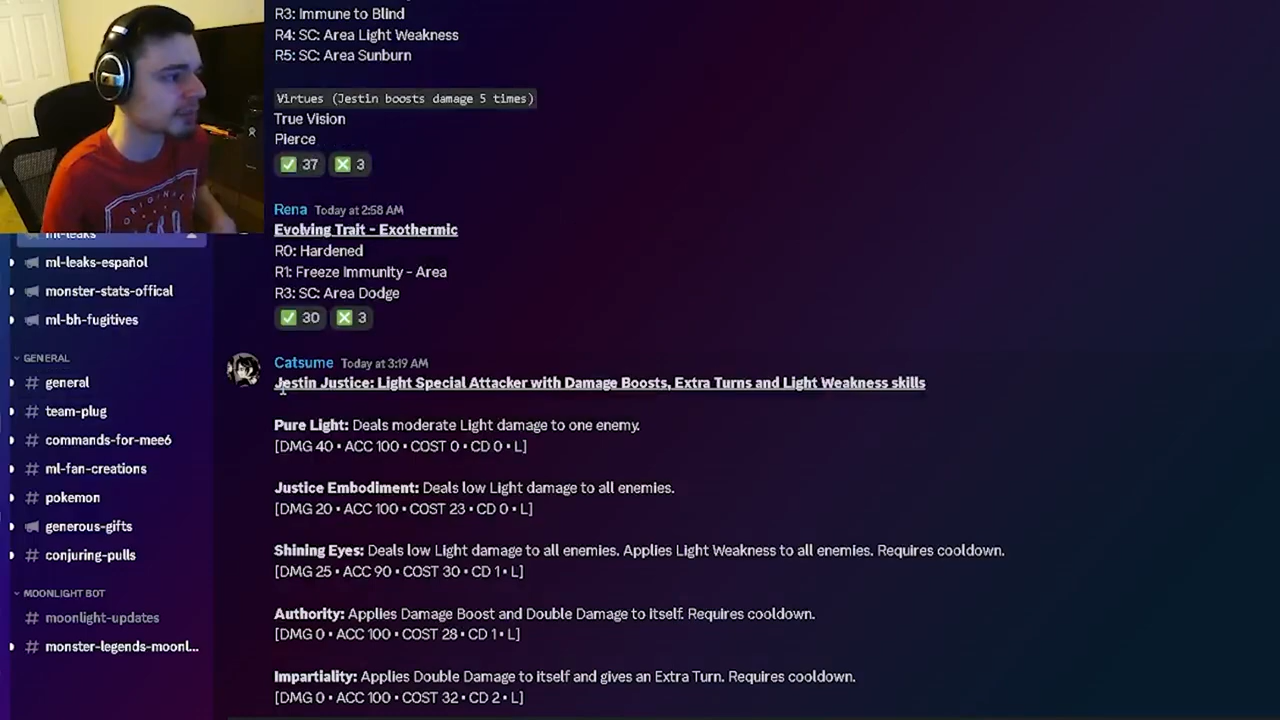 R3: Immune to Blind
R4: SC: Area Light Weakness
R5: SC: Area Sunburn
Virtues (Jestin boosts damage 5 times)
True Vision
Pierce
37 3
Rena Today at 2:58 AM
Evolving Trait - Exothermic
R0: Hardened
R1: Freeze Immunity - Area
R3: SC: Area Dodge
30 3
Catsume Today at 3:19 AM
Jestin Justice: Light Special Attacker with Damage Boosts, Extra Turns and Light Weakness skills
Pure Light: Deals moderate Light damage to one enemy.
[DMG 40 • ACC 100 • COST 0 • CD 0 • L]
Justice Embodiment: Deals low Light damage to all enemies.
[DMG 20 • ACC 100 • COST 23 • CD 0 • L]
Shining Eyes: Deals low Light damage to all enemies. Applies Light Weakness to all enemies. Requires cooldown.
[DMG 25 • ACC 90 • COST 30 • CD 1 • L]
Authority: Applies Damage Boost and Double Damage to itself. Requires cooldown.
[DMG 0 • ACC 100 • COST 28 • CD 1 • L]
Impartiality: Applies Double Damage to itself and gives an Extra Turn. Requires cooldown.
[DMG 0 • ACC 100 • COST 32 • CD 2 • L]
ml-leaks
ml-leaks-español
monster-stats-offical
ml-bh-fugitives
GENERAL
general
team-plug
commands-for-mee6
ml-fan-creations
pokemon
generous-gifts
conjuring-pulls
MOONLIGHT BOT
moonlight-updates
monster-legends-moonl...
ORIGINAL